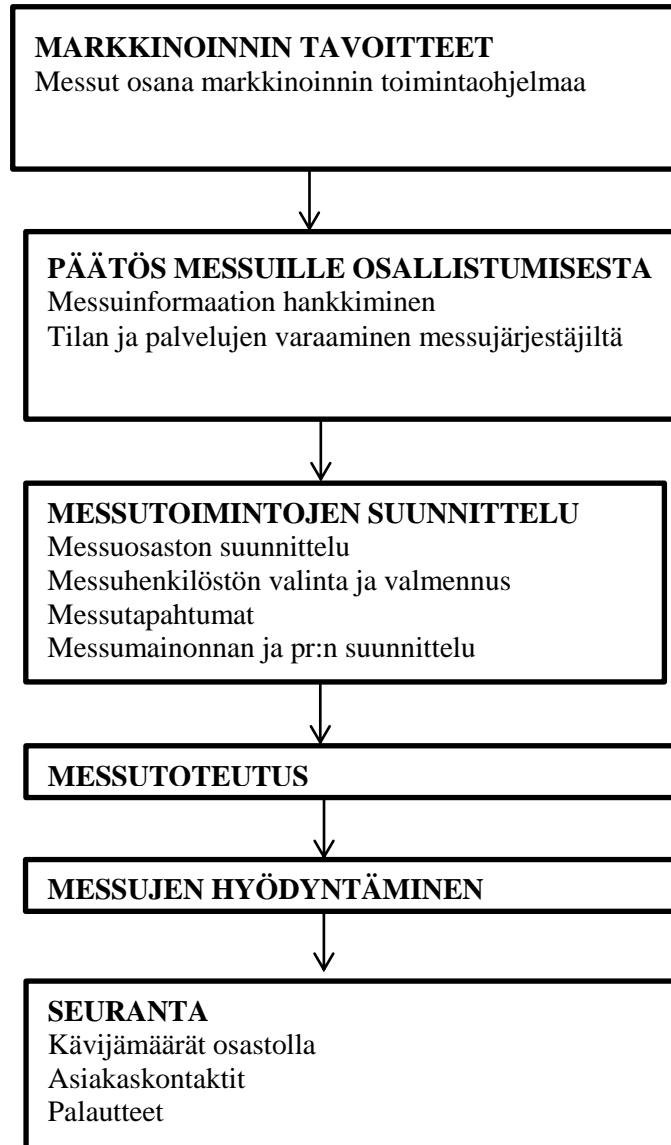 MARKKINOINNIN TAVOITTEET
Messut osana markkinoinnin toimintaohjelmaa
PÄÄTÖS MESSUILLE OSALLISTUMISESTA
Messuinformaation hankkiminen
Tilan ja palvelujen varaaminen messujärjestäjiltä
MESSUTOIMINTOJEN SUUNNITTELU
Messuosaston suunnittelu
Messuhenkilöstön valinta ja valmennus
Messutapahtumat
Messumainonnan ja pr:n suunnittelu
MESSUTOTEUTUS
MESSUJEN HYÖDYNTÄMINEN
SEURANTA
Kävijämäärät osastolla
Asiakaskontaktit
Palautteet